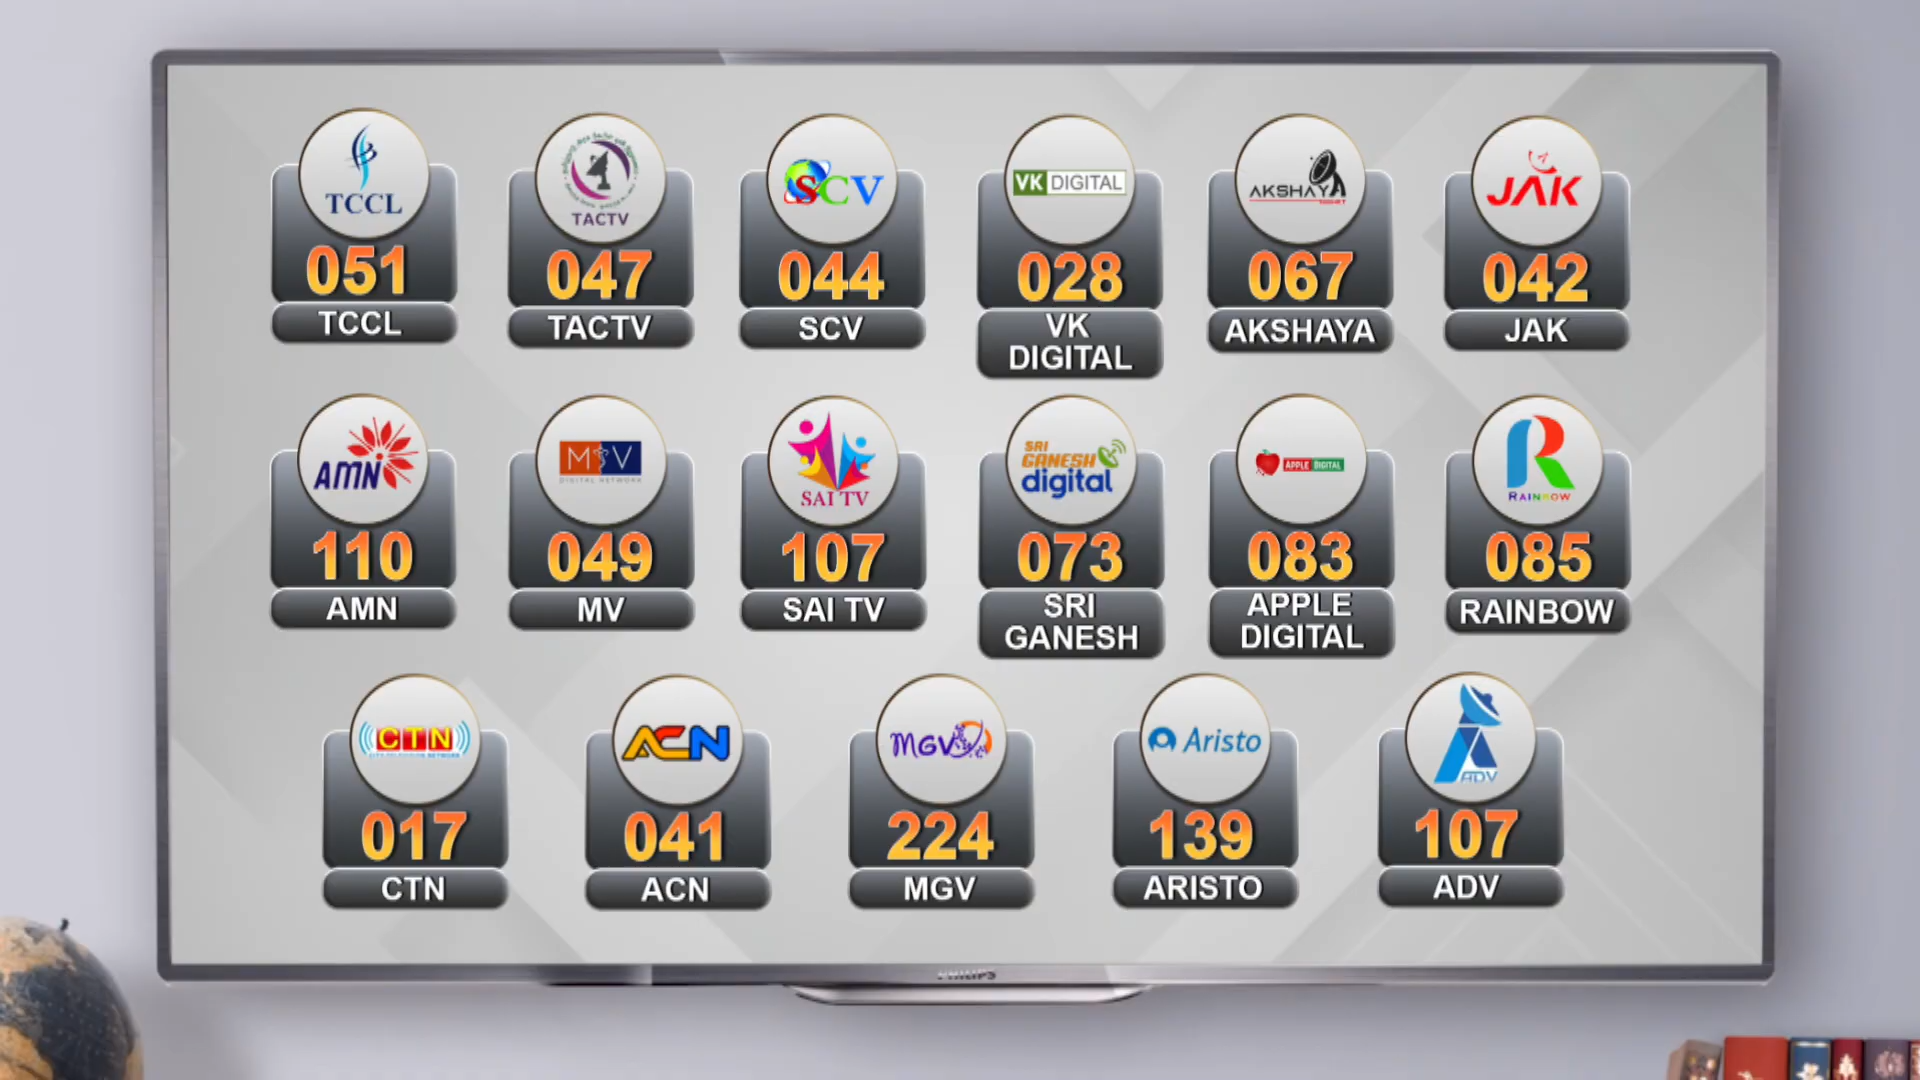 TCCL
051
TCCL
TACTV
047
TACTV
SCV
044
SCV
VK DIGITAL
028
VK
DIGITAL
AKSHAYA
067
AKSHAYA
JAK
042
JAK
AMN
110
AMN
MV
DIGITAL NETWORK
049
MV
SAI TV
107
SAI TV
SRI
GANESH
digital
073
SRI
GANESH
APPLE DIGITAL
083
APPLE
DIGITAL
RAINBOW
085
RAINBOW
CTN
017
CTN
ACN
041
ACN
MGV
224
MGV
Aristo
139
ARISTO
ADV
107
ADV
PHILIPS